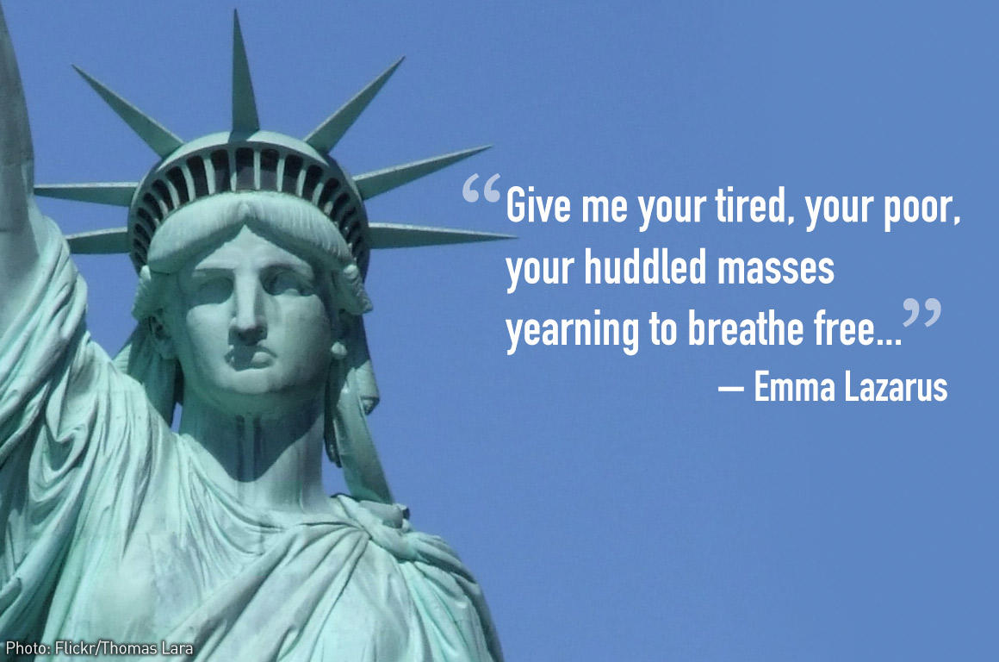 “Give me your tired, your poor,
your huddled masses
yearning to breathe free...”
— Emma Lazarus
Photo: Flickr/Thomas Lara